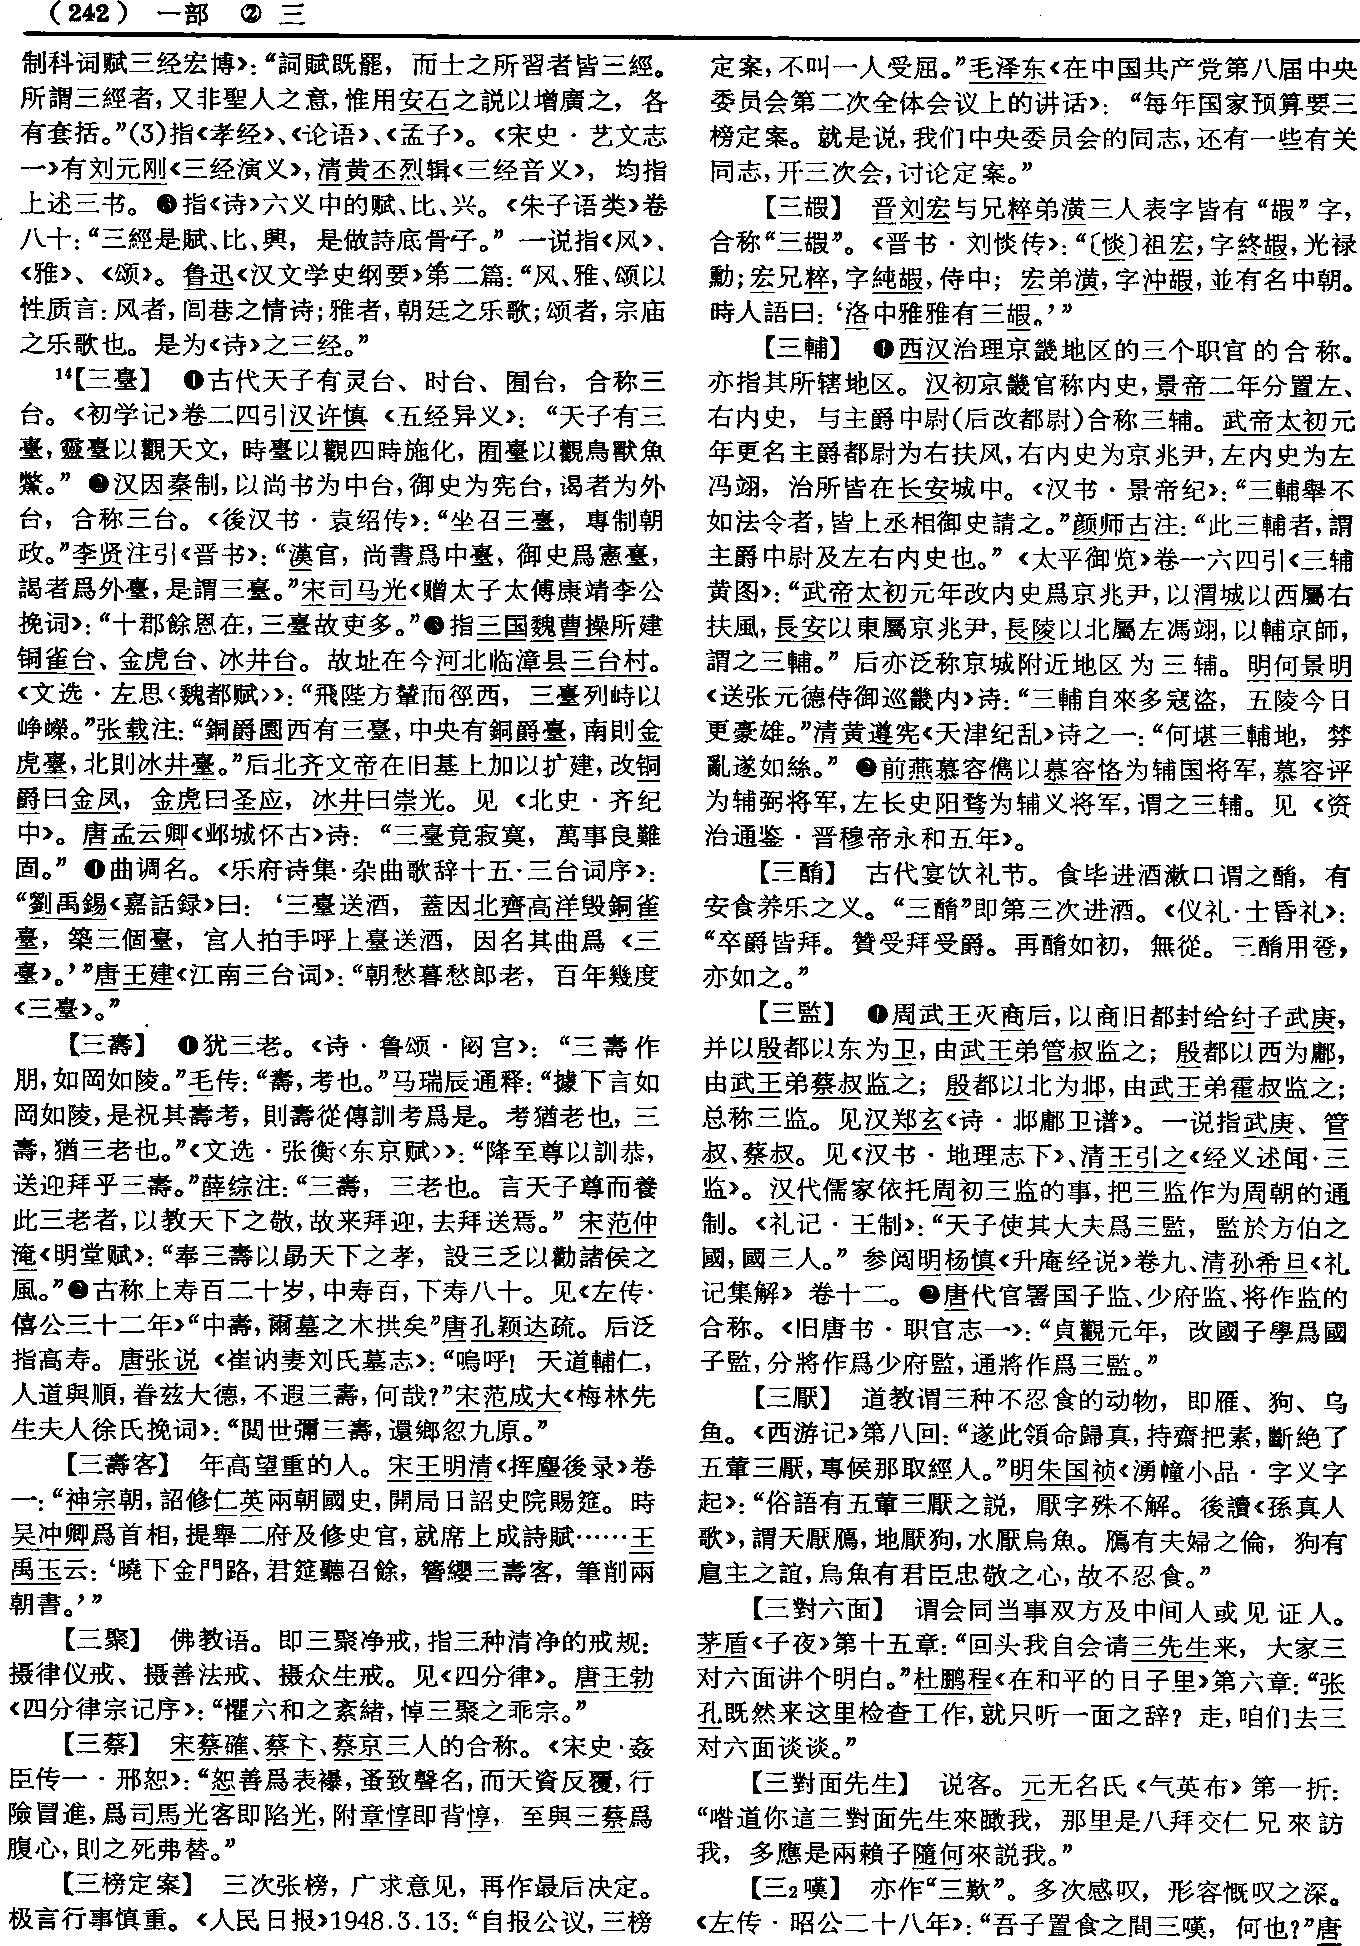 （242） 一部 ② 三
制科词赋三经宏博》：“詞賦既罷，而士之所習者皆三經。
所謂三經者，又非聖人之意，惟用安石之説以增廣之，各
有套括。”(3)指《孝经》、《论语》、《孟子》。《宋史·艺文志
一》有刘元刚《三经演义》，清黄丕烈辑《三经音义》，均指
上述三书。❸指《诗》六义中的赋、比、兴。《朱子语类》卷
八十：“三經是賦、比、興，是做詩底骨子。”一说指《风》、
《雅》、《颂》。鲁迅《汉文学史纲要》第二篇：“风、雅、颂以
性质言：风者，闾巷之情诗；雅者，朝廷之乐歌；颂者，宗庙
之乐歌也。是为《诗》之三经。”
14【三臺】 ❶古代天子有灵台、时台、囿台，合称三
台。《初学记》卷二四引汉许慎《五经异义》：“天子有三
臺，靈臺以觀天文，時臺以觀四時施化，囿臺以觀鳥獸魚
鱉。”❷汉因秦制，以尚书为中台，御史为宪台，谒者为外
台，合称三台。《後汉书·袁绍传》：“坐召三臺，專制朝
政。”李贤注引《晋书》：“漢官，尚書爲中臺，御史爲憲臺，
謁者爲外臺，是謂三臺。”宋司马光《赠太子太傅康靖李公
挽词》：“十郡餘恩在，三臺故吏多。”❸指三国魏曹操所建
铜雀台、金虎台、冰井台。故址在今河北临漳县三台村。
《文选·左思〈魏都赋〉》：“飛陛方輦而徑西，三臺列峙以
崢嶸。”张载注：“銅爵園西有三臺，中央有銅爵臺，南則金
虎臺，北則冰井臺。”后北齐文帝在旧基上加以扩建，改铜
爵曰金凤，金虎曰圣应，冰井曰崇光。见《北史·齐纪
中》。唐孟云卿《邺城怀古》诗：“三臺竟寂寞，萬事良難
固。”❹曲调名。《乐府诗集·杂曲歌辞十五·三台词序》：
“劉禹錫《嘉話録》曰：‘三臺送酒，蓋因北齊高洋毁銅雀
臺，築三個臺，宫人拍手呼上臺送酒，因名其曲爲《三
臺》。’”唐王建《江南三台词》：“朝愁暮愁郎老，百年幾度
《三臺》。”
【三壽】 ❶犹三老。《诗·鲁颂·閟宫》：“三壽作
朋，如岡如陵。”毛传：“壽，考也。”马瑞辰通释：“據下言如
岡如陵，是祝其壽考，則壽從傳訓考爲是。考猶老也，三
壽，猶三老也。”《文选·张衡〈东京赋〉》：“降至尊以訓恭，
送迎拜乎三壽。”薛综注：“三壽，三老也。言天子尊而養
此三老者，以教天下之敬，故来拜迎，去拜送焉。”宋范仲
淹《明堂赋》：“奉三壽以勗天下之孝，設三乏以勸諸侯之
風。”❷古称上寿百二十岁，中寿百，下寿八十。见《左传·
僖公三十二年》“中壽，爾墓之木拱矣”唐孔颖达疏。后泛
指高寿。唐张说《崔讷妻刘氏墓志》：“嗚呼！天道輔仁，
人道與順，眷兹大德，不遐三壽，何哉？”宋范成大《梅林先
生夫人徐氏挽词》：“閲世彌三壽，還鄉忽九原。”
【三壽客】 年高望重的人。宋王明清《挥麈後录》卷
一：“神宗朝，詔修仁英兩朝國史，開局日詔史院賜筵。時
吴冲卿爲首相，提舉二府及修史官，就席上成詩賦……王
禹玉云：‘曉下金門路，君筵聽召餘，簪纓三壽客，筆削兩
朝書。’”
【三聚】 佛教语。即三聚净戒，指三种清净的戒规：
摄律仪戒、摄善法戒、摄众生戒。见《四分律》。唐王勃
《四分律宗记序》：“懼六和之紊緒，悼三聚之乖宗。”
【三蔡】 宋蔡確、蔡卞、蔡京三人的合称。《宋史·姦
臣传一·邢恕》：“恕善爲表襮，蚤致聲名，而天資反覆，行
險冒進，爲司馬光客即陷光，附章惇即背惇，至與三蔡爲
腹心，則之死弗替。”
【三榜定案】 三次张榜，广求意见，再作最后决定。
极言行事慎重。《人民日报》1948.3.13：“自报公议，三榜
定案，不叫一人受屈。”毛泽东《在中国共产党第八届中央
委员会第二次全体会议上的讲话》：“每年国家预算要三
榜定案。就是说，我们中央委员会的同志，还有一些有关
同志，开三次会，讨论定案。”
【三嘏】 晋刘宏与兄粹弟潢三人表字皆有“嘏”字，
合称“三嘏”。《晋书·刘惔传》：“〔惔〕祖宏，字終嘏，光禄
勳；宏兄粹，字純嘏，侍中；宏弟潢，字沖嘏，並有名中朝。
時人語曰：‘洛中雅雅有三嘏。’”
【三輔】 ❶西汉治理京畿地区的三个职官的合称。
亦指其所辖地区。汉初京畿官称内史，景帝二年分置左、
右内史，与主爵中尉（后改都尉）合称三辅。武帝太初元
年更名主爵都尉为右扶风，右内史为京兆尹，左内史为左
冯翊，治所皆在长安城中。《汉书·景帝纪》：“三輔舉不
如法令者，皆上丞相御史請之。”颜师古注：“此三輔者，謂
主爵中尉及左右内史也。”《太平御览》卷一六四引《三辅
黄图》：“武帝太初元年改内史爲京兆尹，以渭城以西屬右
扶風，長安以東屬京兆尹，長陵以北屬左馮翊，以輔京師，
謂之三輔。”后亦泛称京城附近地区为三辅。明何景明
《送张元德侍御巡畿内》诗：“三輔自來多寇盜，五陵今日
更豪雄。”清黄遵宪《天津纪乱》诗之一：“何堪三輔地，棼
亂遂如絲。”❷前燕慕容儁以慕容恪为辅国将军，慕容评
为辅弼将军，左长史阳骛为辅义将军，谓之三辅。见《资
治通鉴·晋穆帝永和五年》。
【三酳】 古代宴饮礼节。食毕进酒漱口谓之酳，有
安食养乐之义。“三酳”即第三次进酒。《仪礼·士昏礼》：
“卒爵皆拜。贊受拜受爵。再酳如初，無從。三酳用卺，
亦如之。”
【三監】 ❶周武王灭商后，以商旧都封给纣子武庚，
并以殷都以东为卫，由武王弟管叔监之；殷都以西为鄘，
由武王弟蔡叔监之；殷都以北为邶，由武王弟霍叔监之；
总称三监。见汉郑玄《诗·邶鄘卫谱》。一说指武庚、管
叔、蔡叔。见《汉书·地理志下》、清王引之《经义述闻·三
监》。汉代儒家依托周初三监的事，把三监作为周朝的通
制。《礼记·王制》：“天子使其大夫爲三監，監於方伯之
國，國三人。”参阅明杨慎《升庵经说》卷九、清孙希旦《礼
记集解》卷十二。❷唐代官署国子监、少府监、将作监的
合称。《旧唐书·职官志一》：“貞觀元年，改國子學爲國
子監，分將作爲少府監，通將作爲三監。”
【三厭】 道教谓三种不忍食的动物，即雁、狗、乌
鱼。《西游记》第八回：“遂此領命歸真，持齋把素，斷絶了
五葷三厭，專候那取經人。”明朱国祯《湧幢小品·字义字
起》：“俗語有五葷三厭之説，厭字殊不解。後讀《孫真人
歌》，謂天厭鴈，地厭狗，水厭烏魚。鴈有夫婦之倫，狗有
扈主之誼，烏魚有君臣忠敬之心，故不忍食。”
【三對六面】 谓会同当事双方及中间人或见证人。
茅盾《子夜》第十五章：“回头我自会请三先生来，大家三
对六面讲个明白。”杜鹏程《在和平的日子里》第六章：“张
孔既然来这里检查工作，就只听一面之辞？走，咱们去三
对六面谈谈。”
【三對面先生】 说客。元无名氏《气英布》第一折：
“喒道你這三對面先生來瞰我，那里是八拜交仁兄來訪
我，多應是兩賴子隨何來説我。”
【三2嘆】 亦作“三歎”。多次感叹，形容慨叹之深。
《左传·昭公二十八年》：“吾子置食之間三嘆，何也？”唐